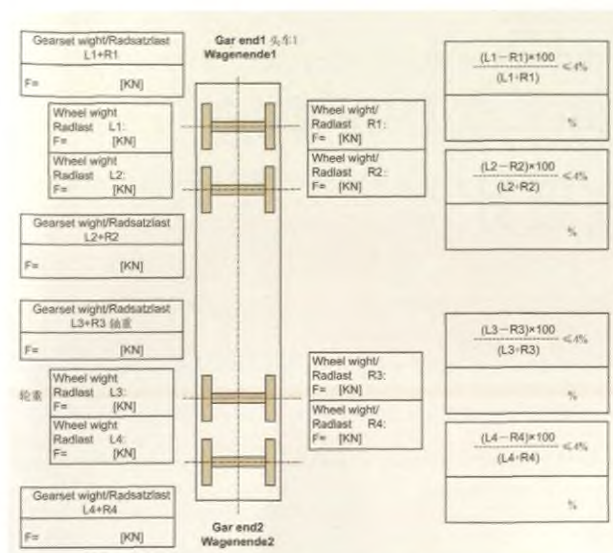 Gearset wight/Radsatzlast
L1+R1
F= [KN]
Gar end1 头车1
Wagenende1
(L1-R1)×100
(L1+R1)
≤4%
%
Wheel wight
Radlast L1:
F= [KN]
Wheel wight/
Radlast R1:
F= [KN]
Wheel wight
Radlast L2:
F= [KN]
Wheel wight/
Radlast R2:
F= [KN]
(L2-R2)×100
(L2+R2)
≤4%
%
Gearset wight/Radsatzlast
L2+R2
F= [KN]
Gearset wight/Radsatzlast
L3+R3 轴重
F= [KN]
(L3-R3)×100
(L3+R3)
≤4%
%
轮重
Wheel wight
Radlast L3:
F= [KN]
Wheel wight/
Radlast R3:
F= [KN]
Wheel wight
Radlast L4:
F= [KN]
Wheel wight/
Radlast R4:
F= [KN]
(L4-R4)×100
(L4+R4)
≤4%
%
Gearset wight/Radsatzlast
L4+R4
F= [KN]
Gar end2
Wagenende2